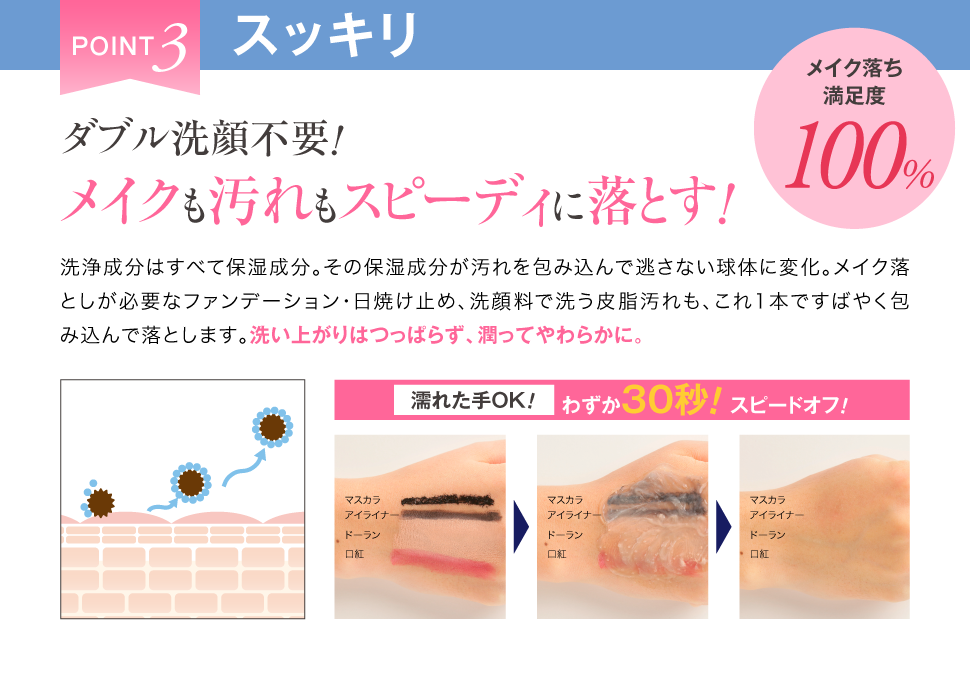 POINT 3
スッキリ
メイク落ち
満足度
100%
ダブル洗顔不要!
メイクも汚れもスピーディに落とす!
洗浄成分はすべて保湿成分。その保湿成分が汚れを包み込んで逃さない球体に変化。メイク落
としが必要なファンデーション・日焼け止め、洗顔料で洗う皮脂汚れも、これ1本ですばやく包
み込んで落とします。洗い上がりはつっぱらず、潤ってやわらかに。
濡れた手OK! わずか30秒! スピードオフ!
マスカラ
アイライナー
ドーラン
口紅
マスカラ
アイライナー
ドーラン
口紅
マスカラ
アイライナー
ドーラン
口紅